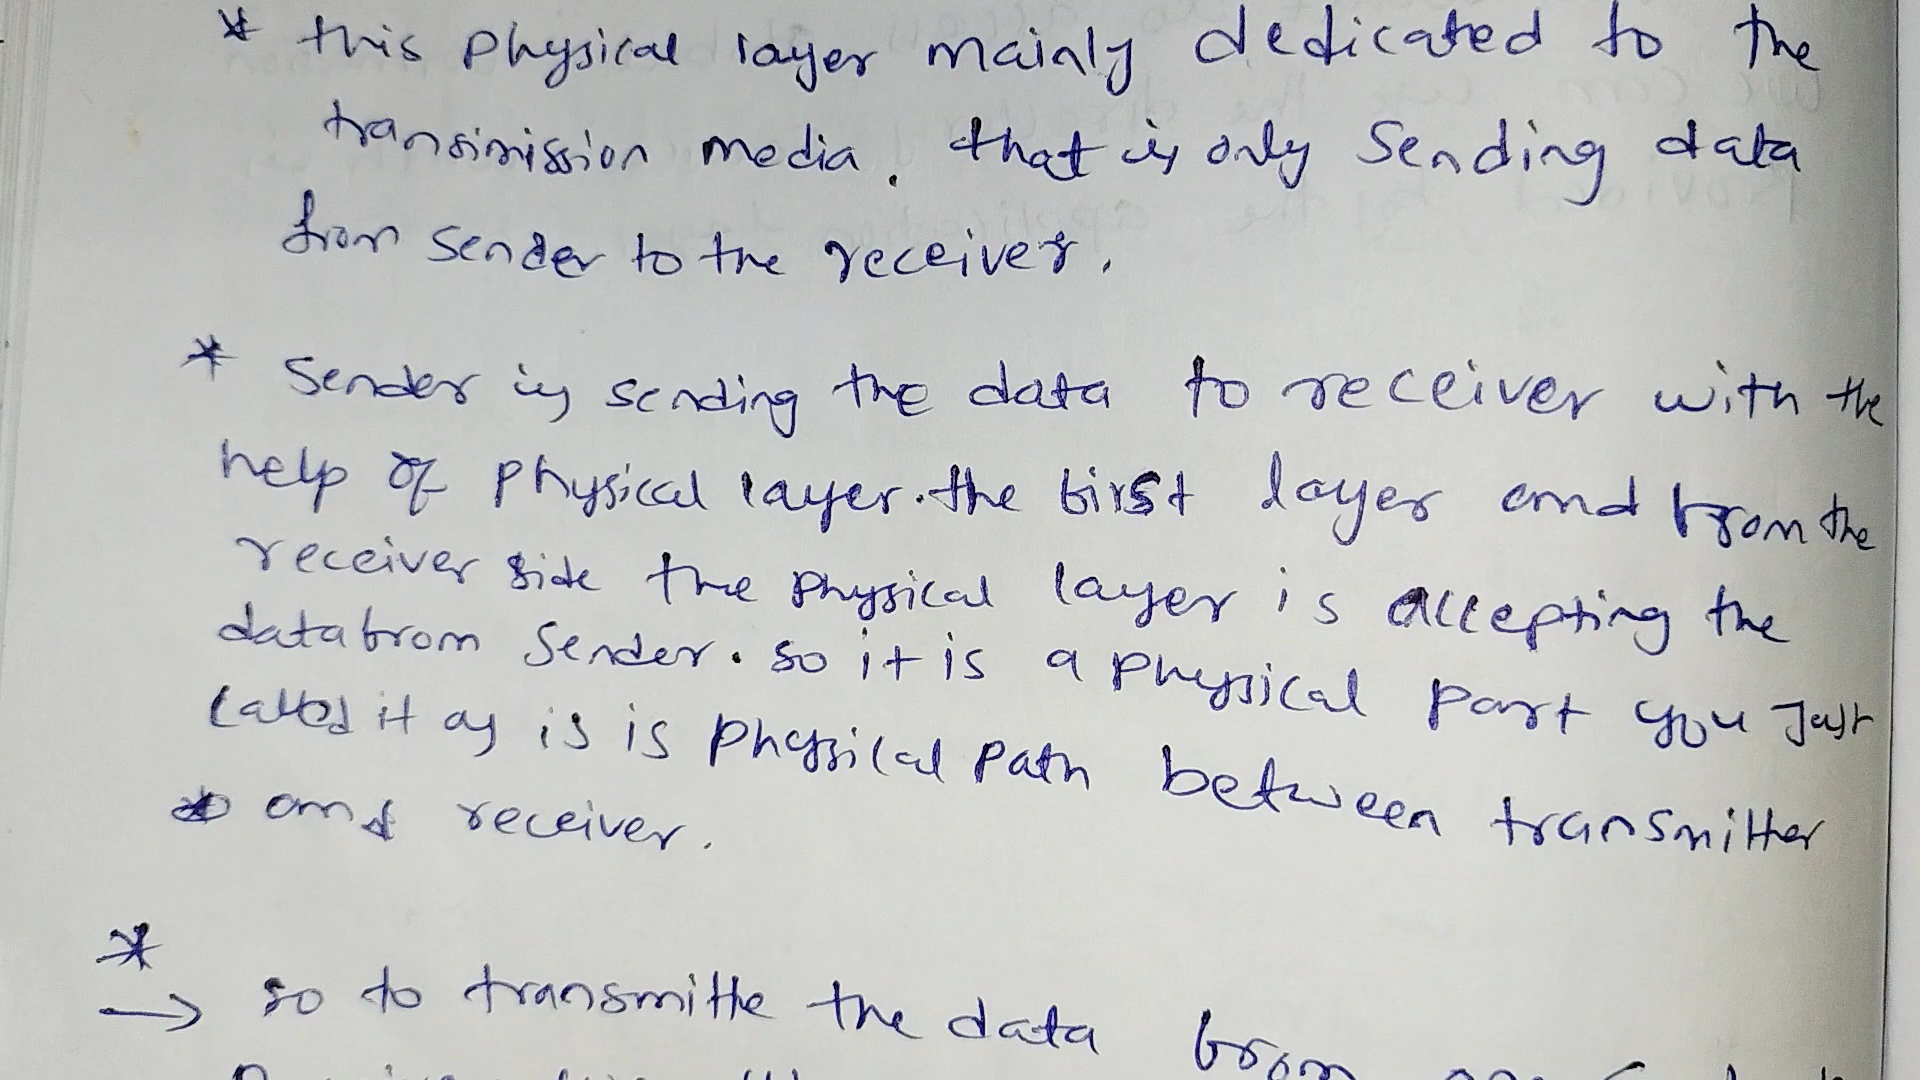 * this physical layer mainly dedicated to the
transimission media. that is only Sending data
from Sender to the receiver.
* Sender is sending the data to receiver with the
help of physical layer. the first layer and from the
receiver side the physical layer is accepting the
data from Sender. so it is a physical part you Just
called it as is is physical path between transmitter
and receiver.
*
→ so to transmitte the data from